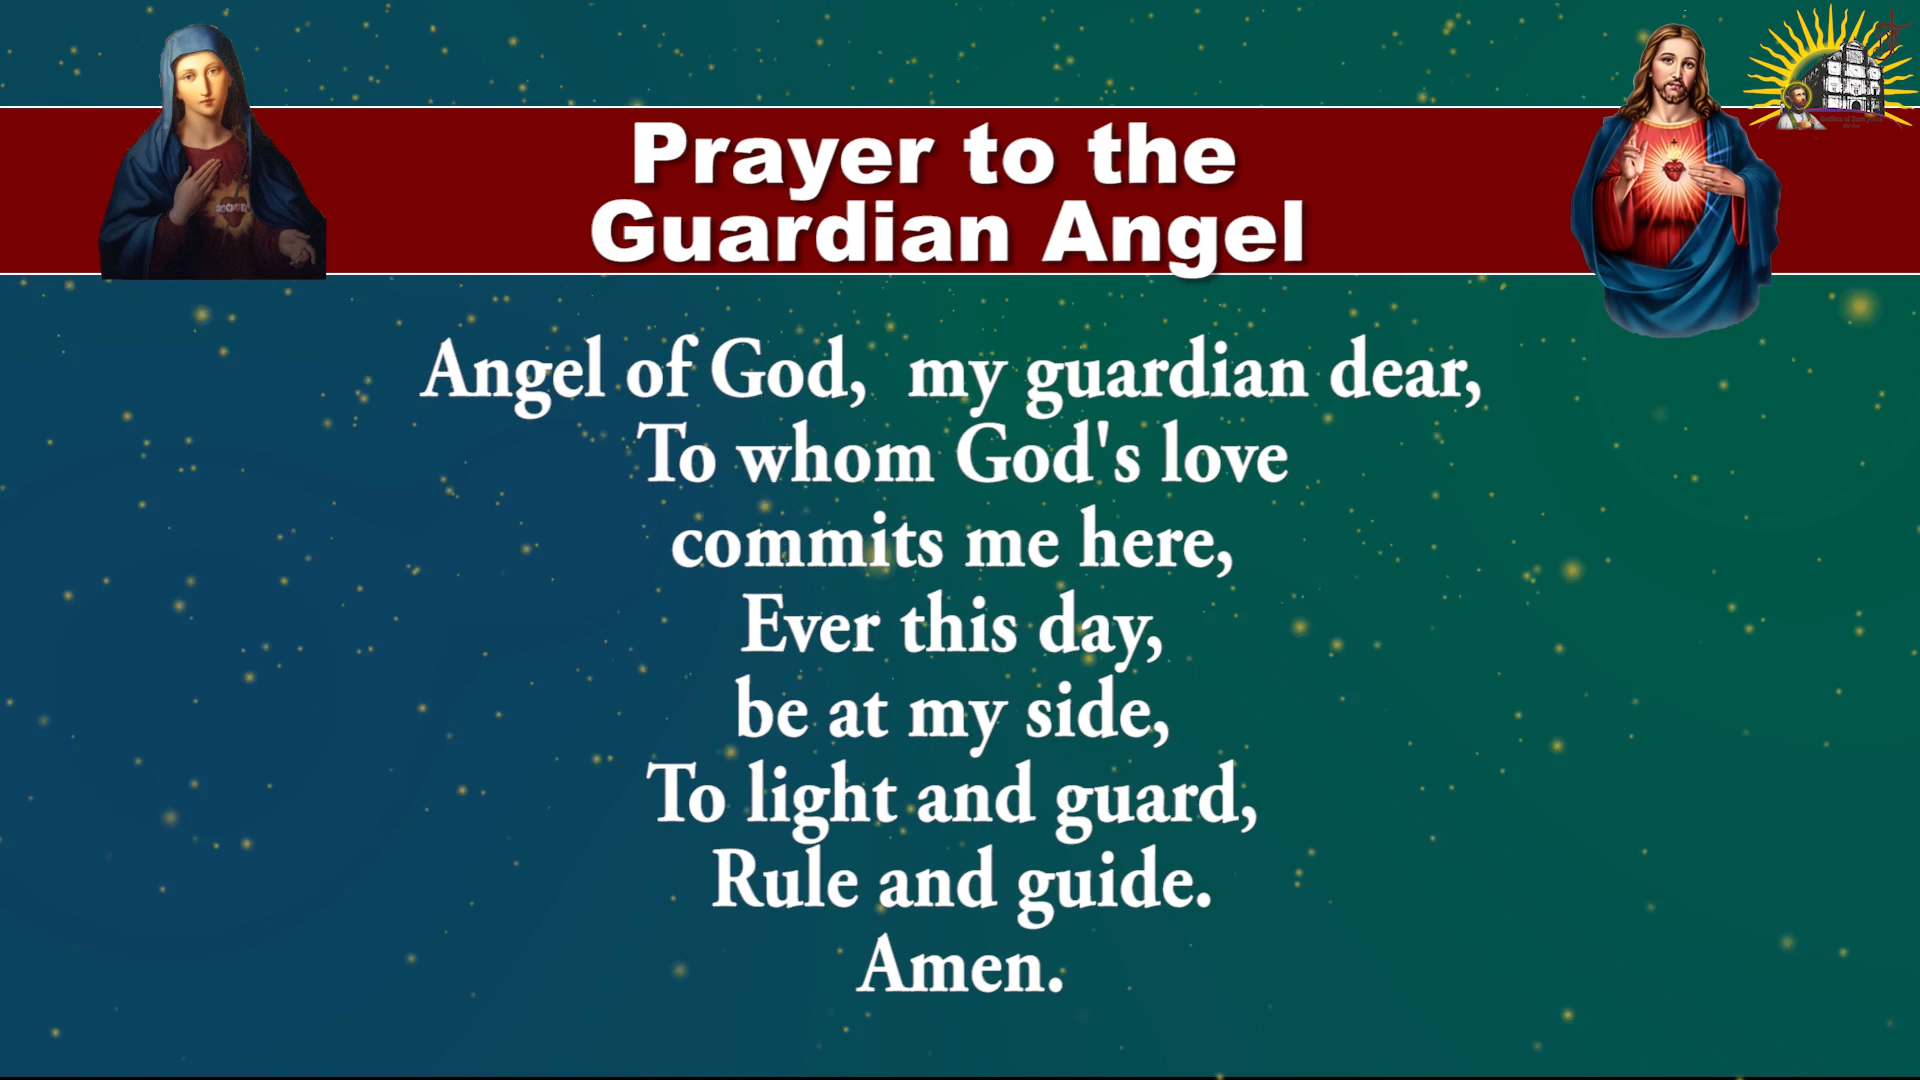 Prayer to the
Guardian Angel
Angel of God,  my guardian dear,
To whom God's love
commits me here,
Ever this day,
be at my side,
To light and guard,
Rule and guide.
Amen.